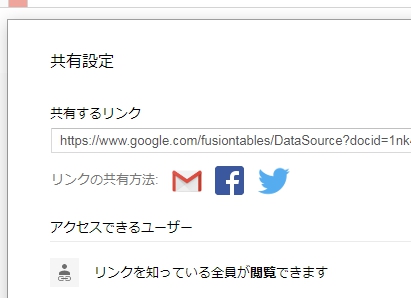 共有設定
共有するリンク
https://www.google.com/fusiontables/DataSource?docid=1nk
リンクの共有方法:
アクセスできるユーザー
リンクを知っている全員が閲覧できます